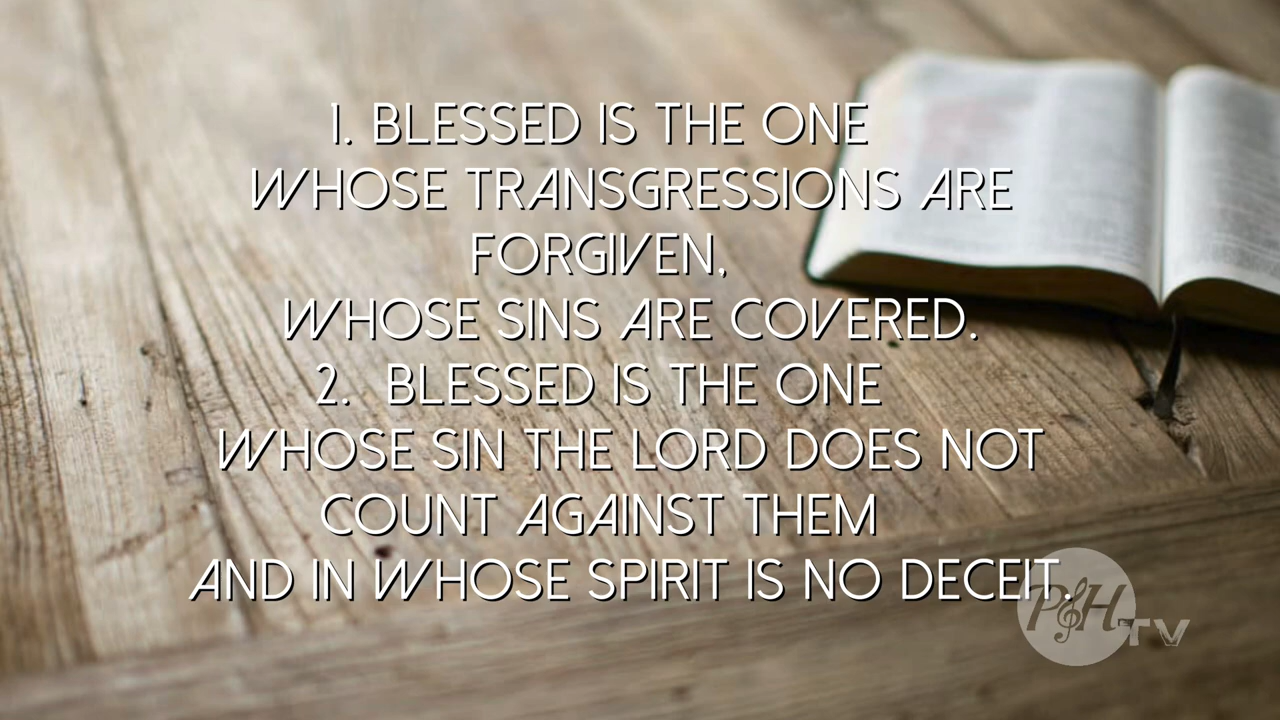 1. BLESSED IS THE ONE
WHOSE TRANSGRESSIONS ARE
FORGIVEN,
WHOSE SINS ARE COVERED.
2. BLESSED IS THE ONE
WHOSE SIN THE LORD DOES NOT
COUNT AGAINST THEM
AND IN WHOSE SPIRIT IS NO DECEIT.
P&H TV